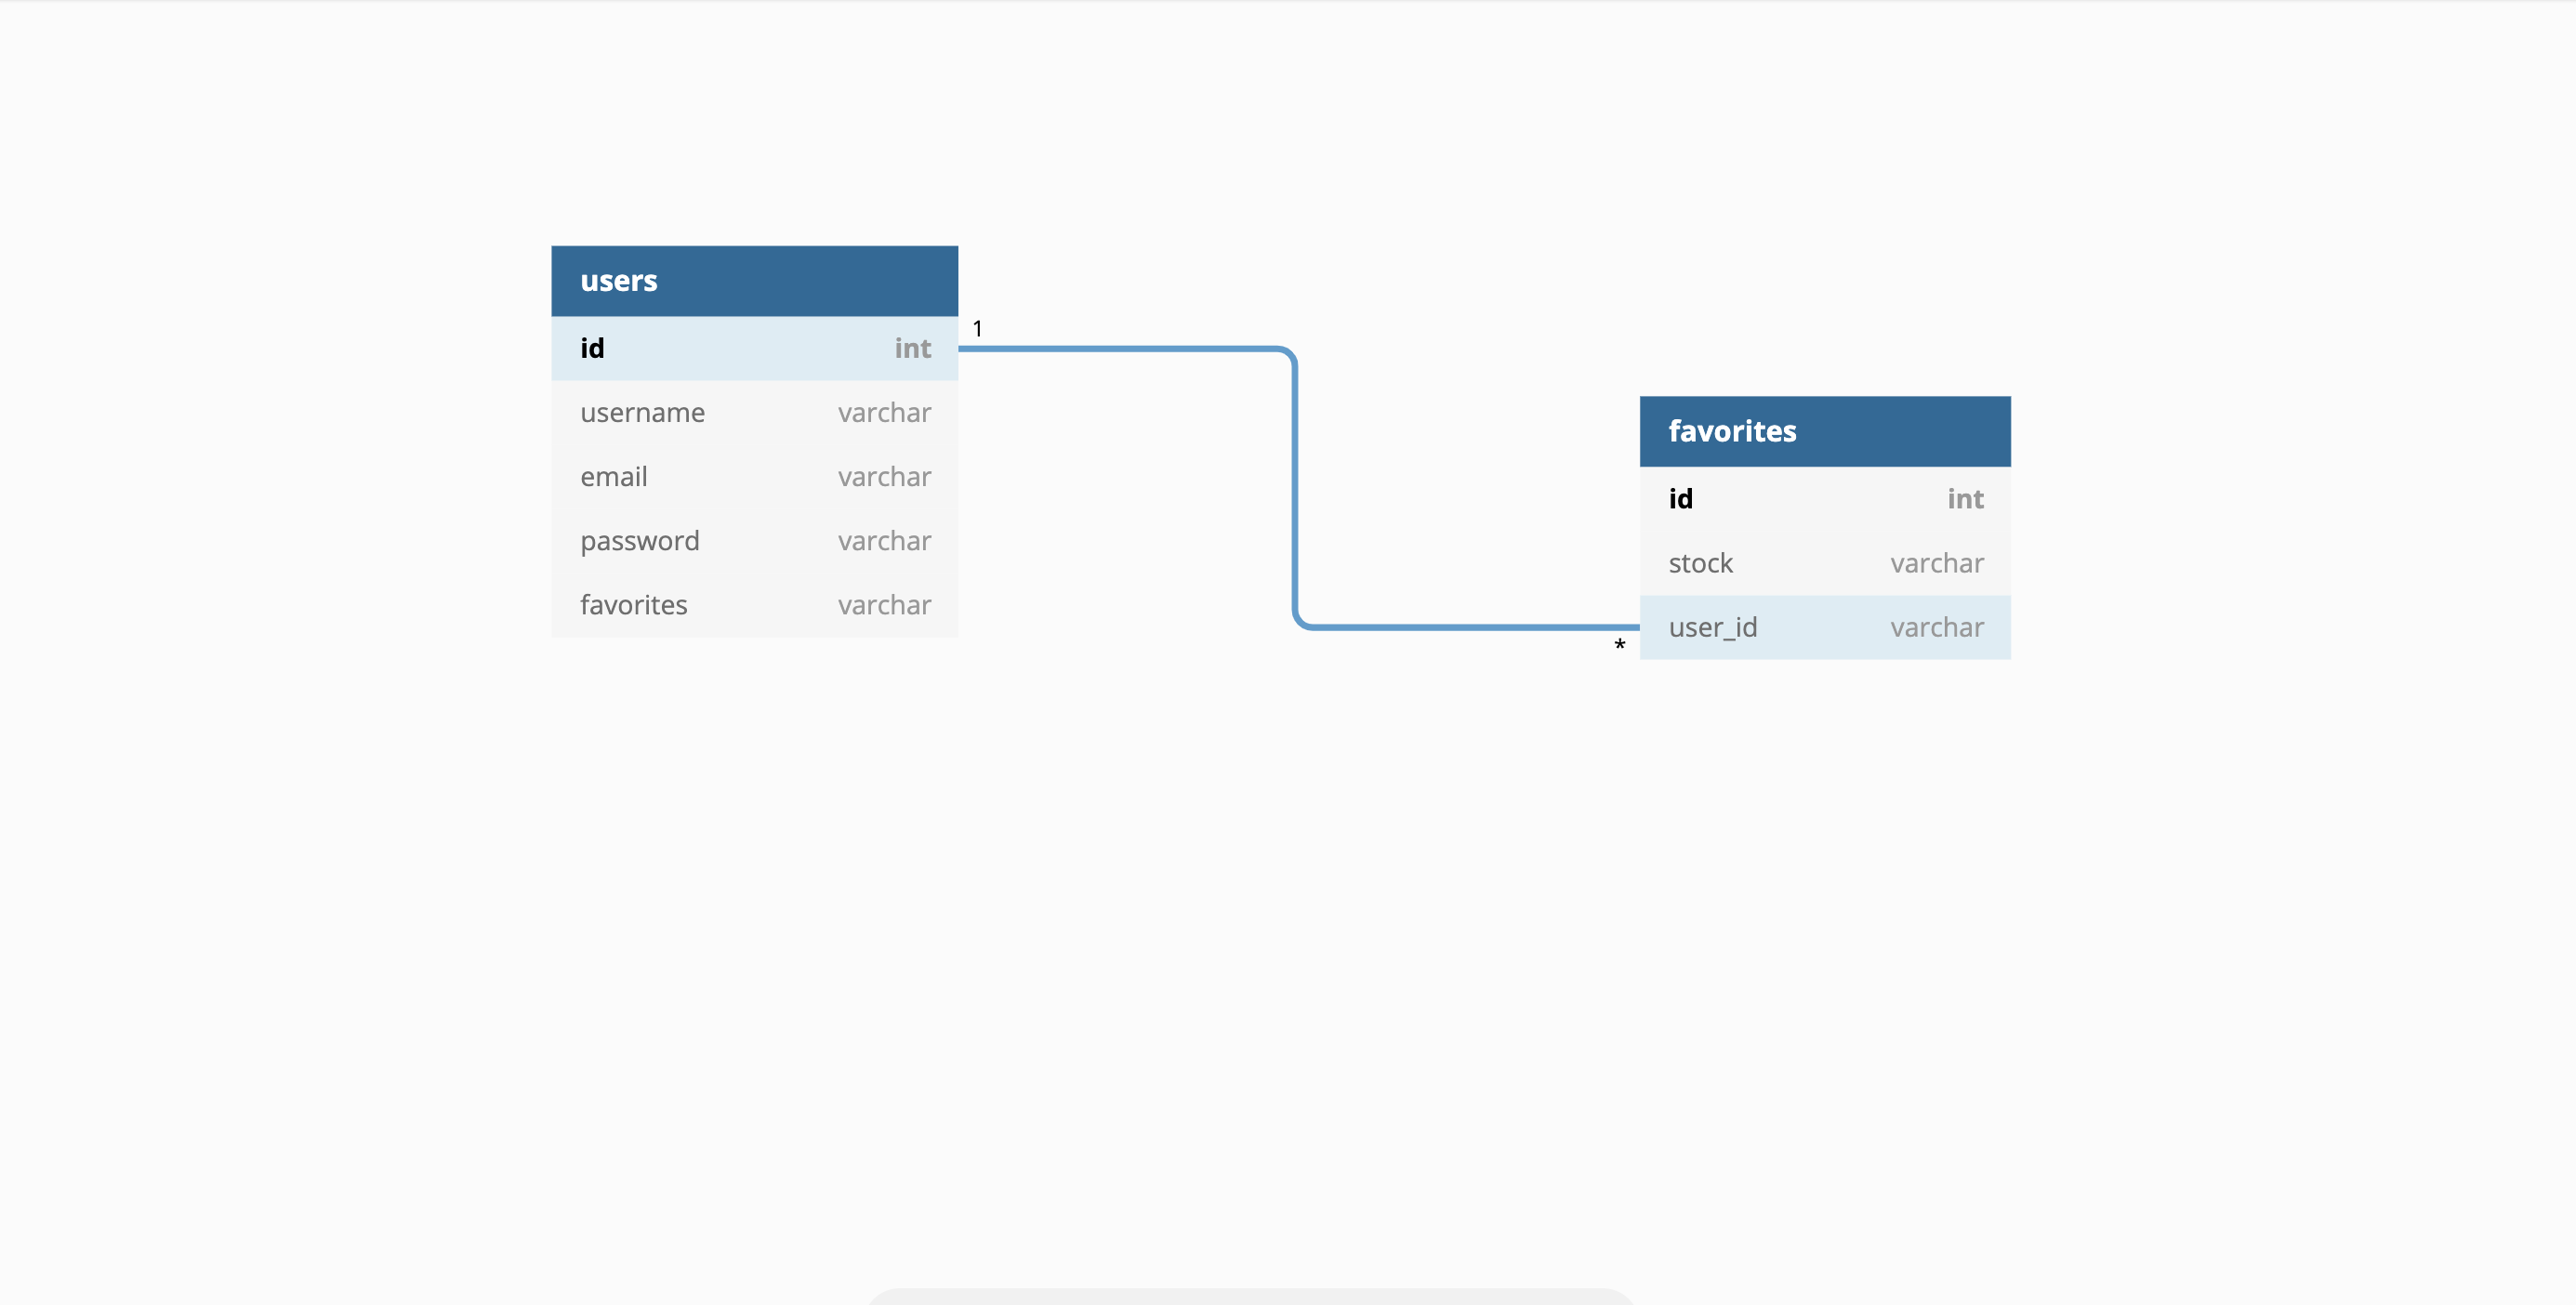 users
id int
username varchar
email varchar
password varchar
favorites varchar
1
favorites
id int
stock varchar
user_id varchar
*